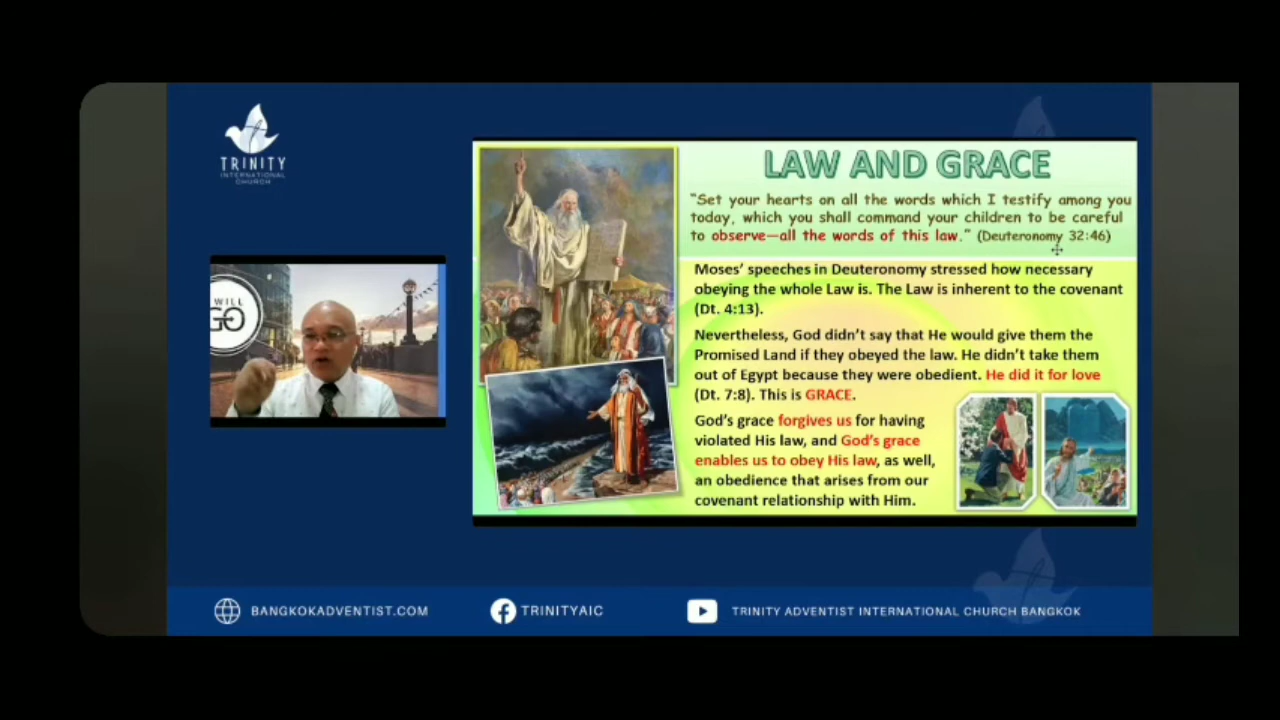 TRINITY
INTERNATIONAL
CHURCH
WILL
GO
LAW AND GRACE
"Set your hearts on all the words which I testify among you
today, which you shall command your children to be careful
to observe—all the words of this law." (Deuteronomy 32:46)
Moses' speeches in Deuteronomy stressed how necessary
obeying the whole Law is. The Law is inherent to the covenant
(Dt. 4:13).
Nevertheless, God didn't say that He would give them the
Promised Land if they obeyed the law. He didn't take them
out of Egypt because they were obedient. He did it for love
(Dt. 7:8). This is GRACE.
God's grace forgives us for having
violated His law, and God's grace
enables us to obey His law, as well,
an obedience that arises from our
covenant relationship with Him.
BANGKOKADVENTIST.COM
TRINITYAIC
TRINITY ADVENTIST INTERNATIONAL CHURCH BANGKOK